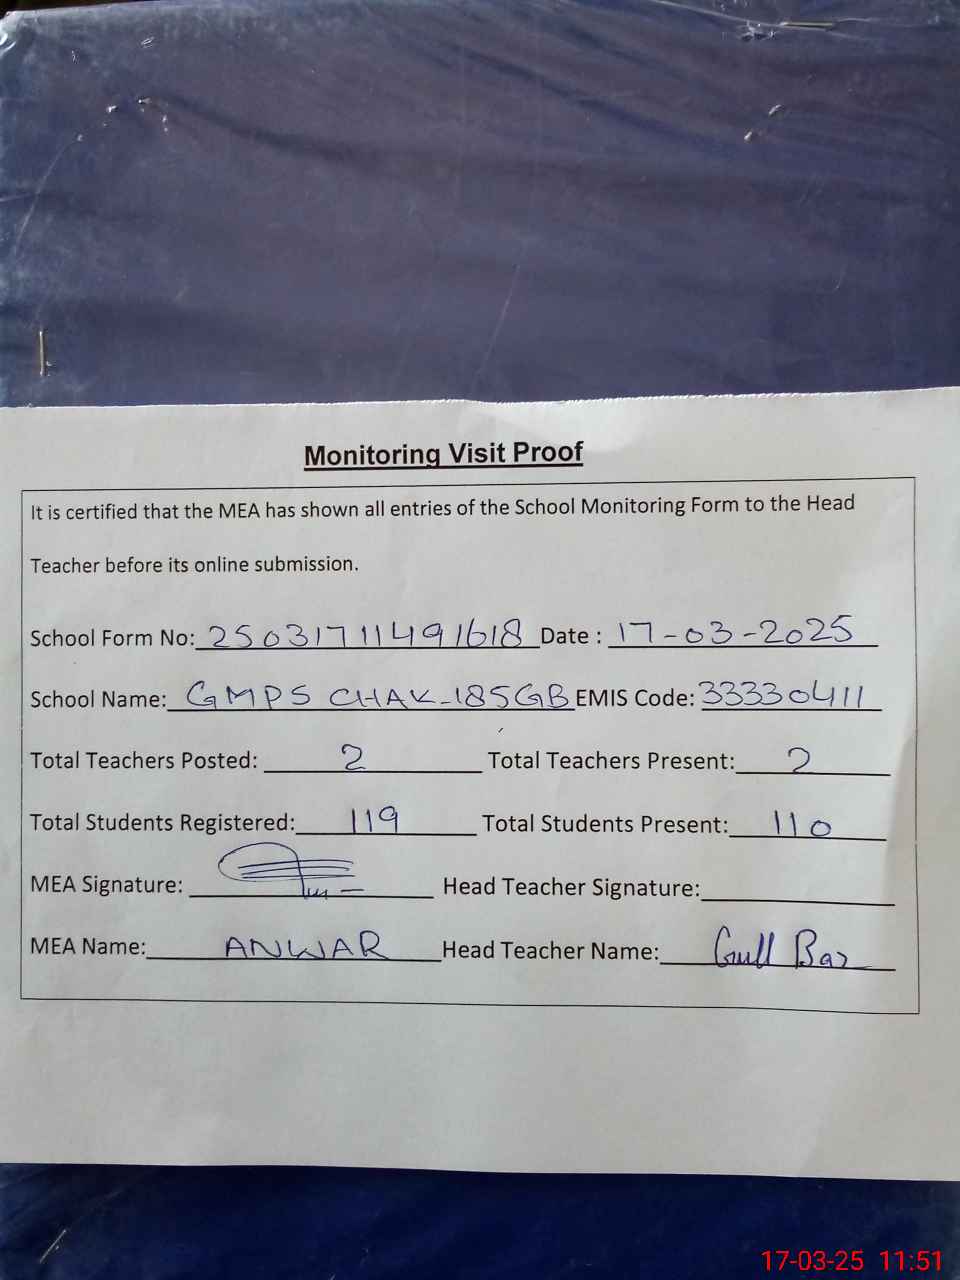 Monitoring Visit Proof
It is certified that the MEA has shown all entries of the School Monitoring Form to the Head
Teacher before its online submission.
School Form No: 25031711491618 Date : 17-03-2025
School Name: GMPS CHAK-185GB EMIS Code: 33330411
Total Teachers Posted: 2 Total Teachers Present: 2
Total Students Registered: 119 Total Students Present: 110
MEA Signature: Head Teacher Signature:
MEA Name: ANWAR Head Teacher Name: Gull Baz
17-03-25 11:51